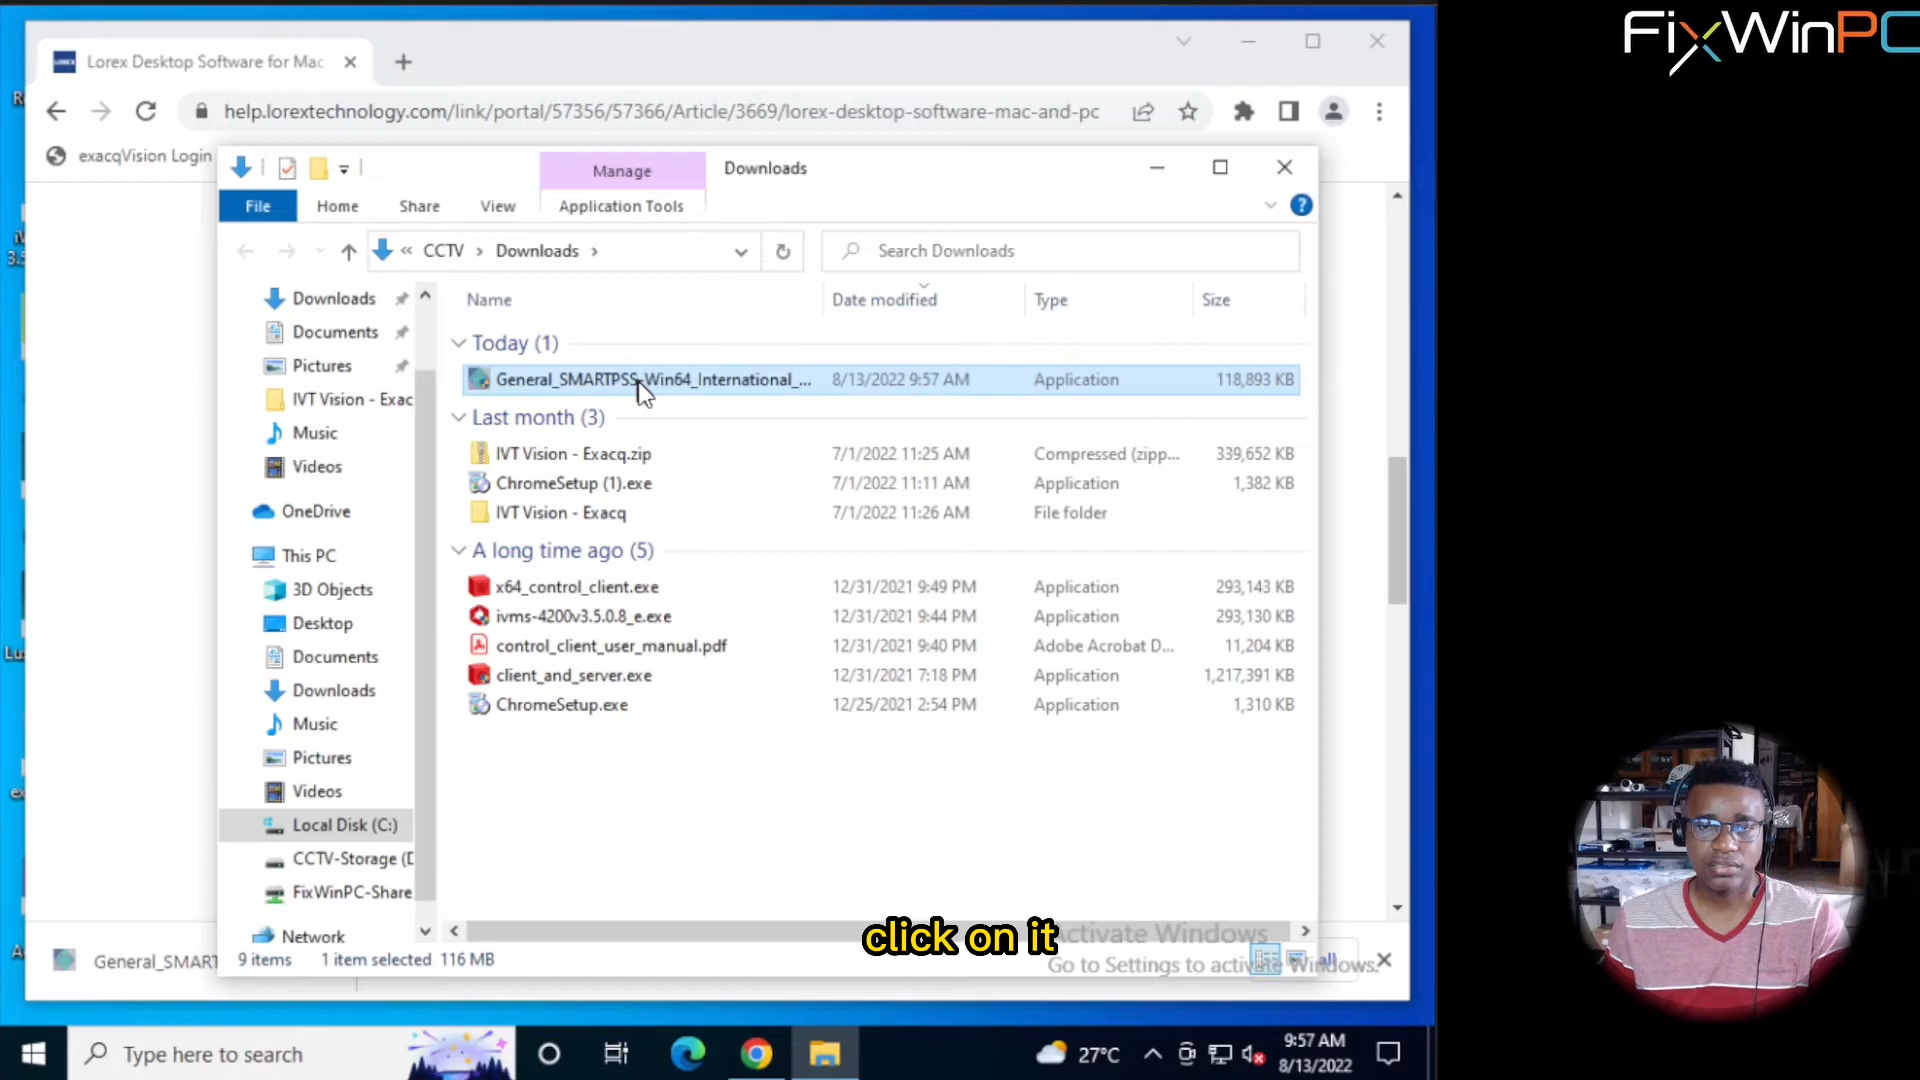 FixWinPC
Lorex Desktop Software for Mac
help.lorextechnology.com/link/portal/57356/57366/Article/3669/lorex-desktop-software-mac-and-pc
exacqVision Login
Manage
Downloads
File
Home
Share
View
Application Tools
« CCTV > Downloads >
Search Downloads
Name
Date modified
Type
Size
Today (1)
General_SMARTPSS-Win64_International_... 8/13/2022 9:57 AM Application 118,893 KB
Last month (3)
IVT Vision - Exacq.zip 7/1/2022 11:25 AM Compressed (zipp... 339,652 KB
ChromeSetup (1).exe 7/1/2022 11:11 AM Application 1,382 KB
IVT Vision - Exacq 7/1/2022 11:26 AM File folder
A long time ago (5)
x64_control_client.exe 12/31/2021 9:49 PM Application 293,143 KB
ivms-4200v3.5.0.8_e.exe 12/31/2021 9:44 PM Application 293,130 KB
control_client_user_manual.pdf 12/31/2021 9:40 PM Adobe Acrobat D... 11,204 KB
client_and_server.exe 12/31/2021 7:18 PM Application 1,217,391 KB
ChromeSetup.exe 12/25/2021 2:54 PM Application 1,310 KB
Downloads
Documents
Pictures
IVT Vision - Exac
Music
Videos
OneDrive
This PC
3D Objects
Desktop
Documents
Downloads
Music
Pictures
Videos
Local Disk (C:)
CCTV-Storage (D
FixWinPC-Share
Network
9 items 1 item selected 116 MB
click on it
Activate Windows
Go to Settings to activate Windows.
General_SMART
Type here to search
27°C
9:57 AM
8/13/2022